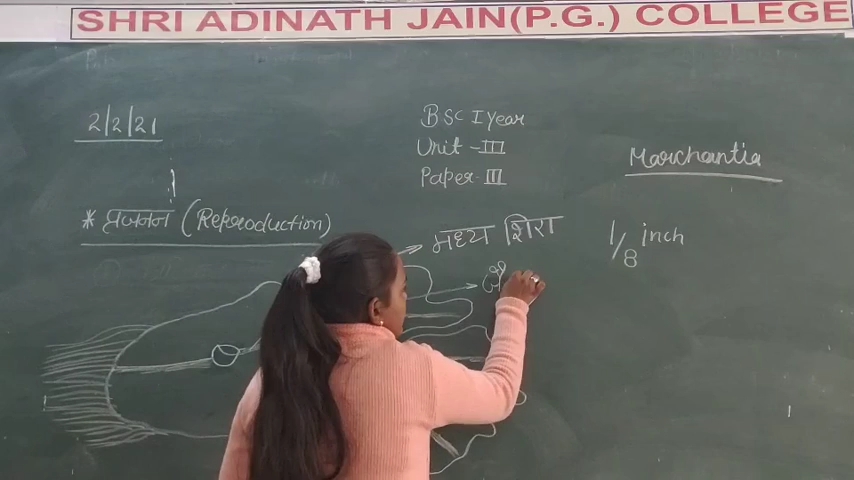 SHRI ADINATH JAIN(P.G.) COLLEGE
2/2/21
BSC I year
Unit-III
Paper-III
Marchantia
* प्रजनन (Reproduction)
मध्य शिरा
1/8 inch